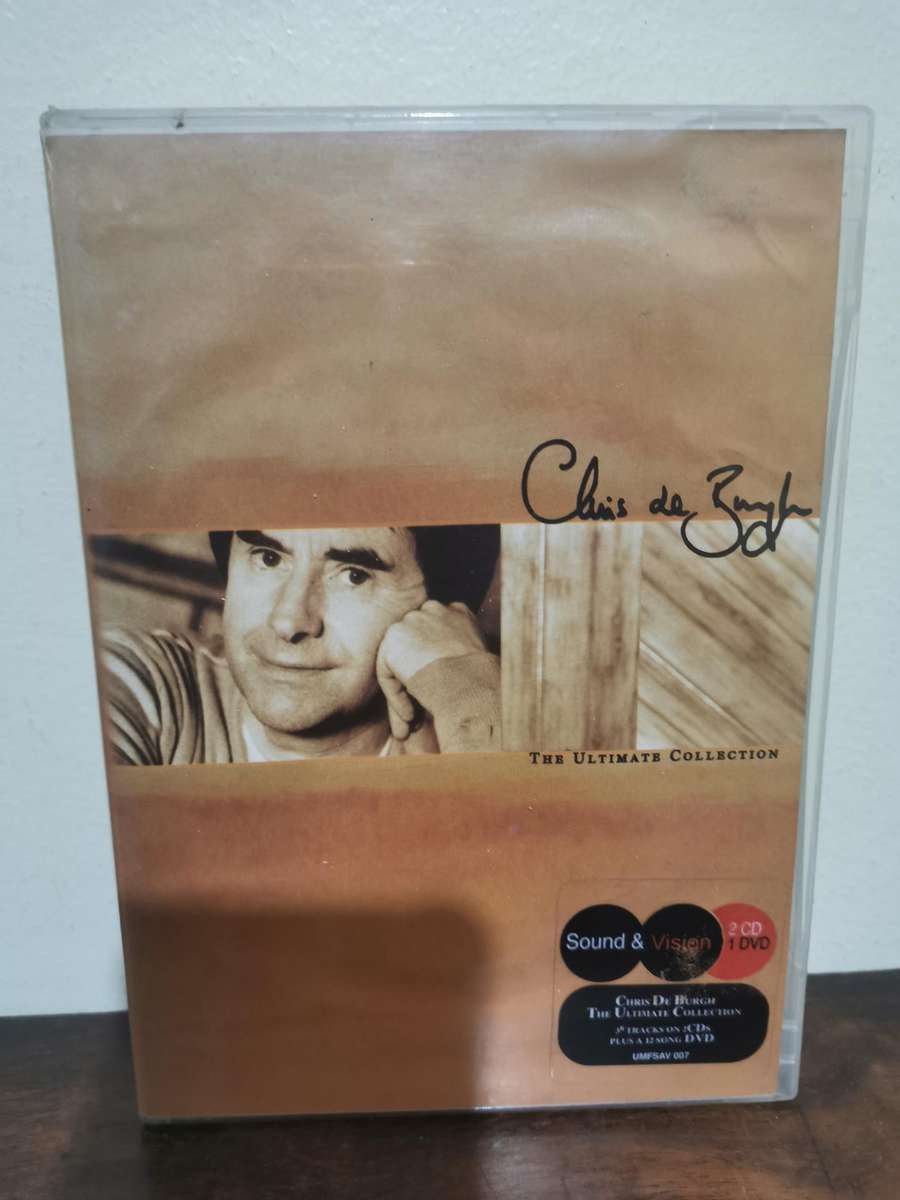 Chris de Burgh
THE ULTIMATE COLLECTION
Sound & Vision
2 CD
1 DVD
CHRIS DE BURGH
THE ULTIMATE COLLECTION
TRACKS ON 2CDS
PLUS A 12 SONG DVD
UMFSAV 007